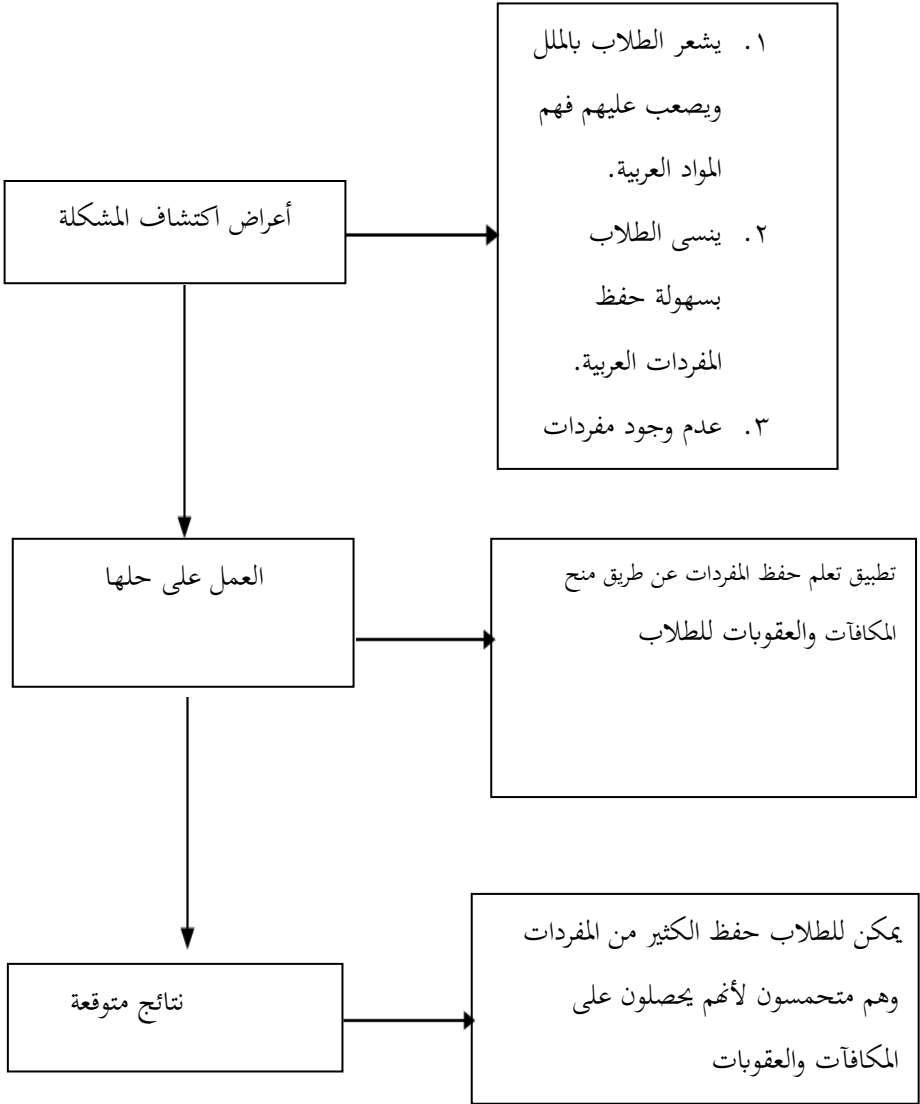 ١. يشعر الطلاب بالملل
ويصعب عليهم فهم
المواد العربية.
أعراض اكتشاف المشكلة
٢. ينسى الطلاب
بسهولة حفظ
المفردات العربية.
٣. عدم وجود مفردات
العمل على حلها
تطبيق تعلم حفظ المفردات عن طريق منح
المكافآت والعقوبات للطلاب
يمكن للطلاب حفظ الكثير من المفردات
وهم متحمسون لأنهم يحصلون على
المكافآت والعقوبات
نتائج متوقعة